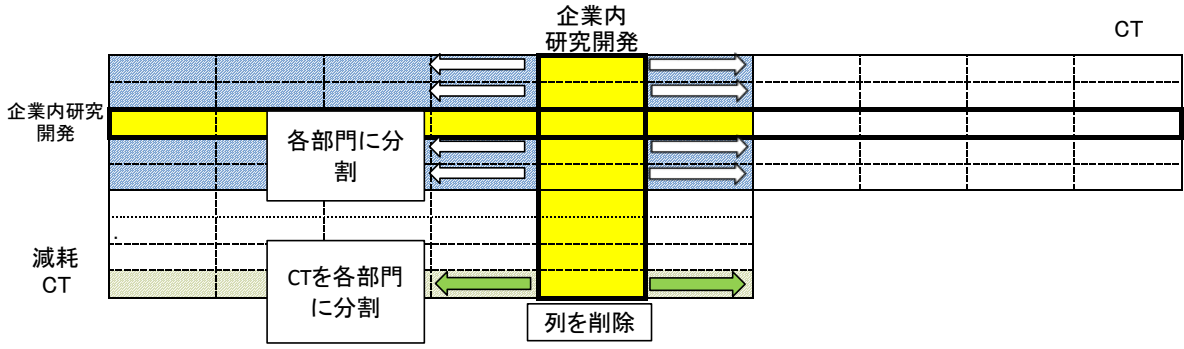 企業内
研究開発
CT
企業内研究
開発
各部門に分
割
減耗
CT
CTを各部門
に分割
列を削除